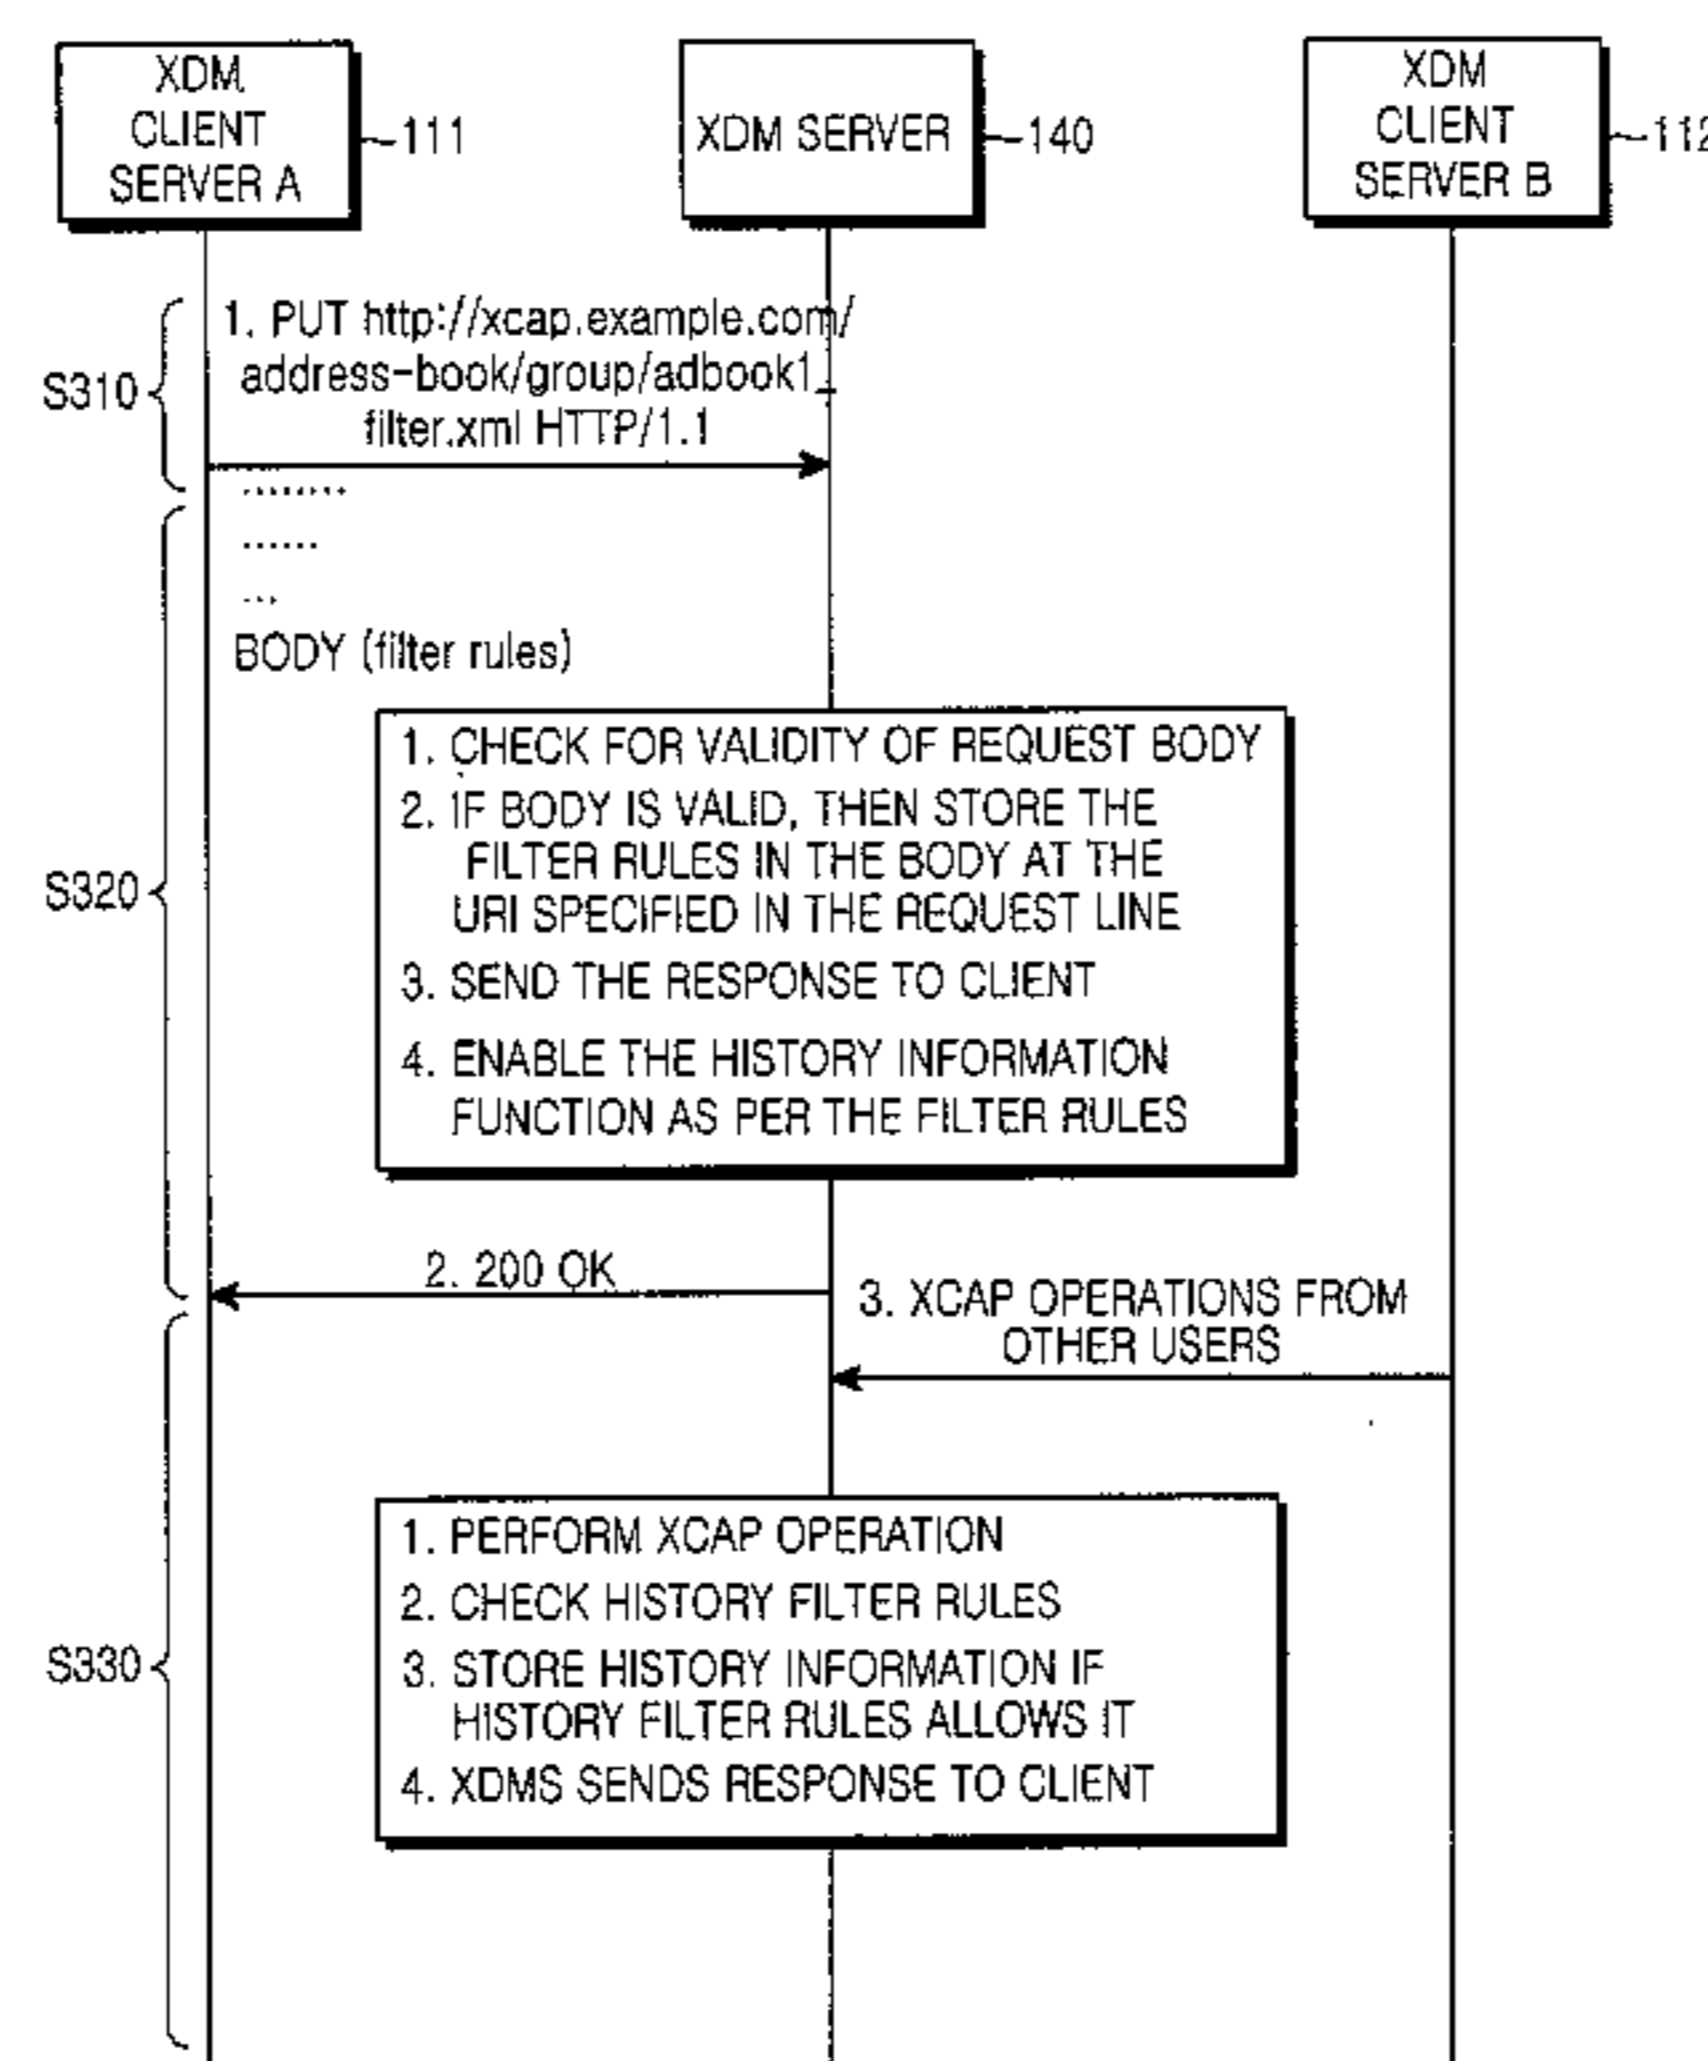 XDM
CLIENT
SERVER A
111
XDM SERVER
140
XDM
CLIENT
SERVER B
112
S310
1. PUT http://xcap.example.com/
address-book/group/adbook1_
filter.xml HTTP/1.1
........
......
...
BODY (filter rules)
S320
1. CHECK FOR VALIDITY OF REQUEST BODY
2. IF BODY IS VALID, THEN STORE THE
FILTER RULES IN THE BODY AT THE
URI SPECIFIED IN THE REQUEST LINE
3. SEND THE RESPONSE TO CLIENT
4. ENABLE THE HISTORY INFORMATION
FUNCTION AS PER THE FILTER RULES
2. 200 OK
3. XCAP OPERATIONS FROM
OTHER USERS
S330
1. PERFORM XCAP OPERATION
2. CHECK HISTORY FILTER RULES
3. STORE HISTORY INFORMATION IF
HISTORY FILTER RULES ALLOWS IT
4. XDMS SENDS RESPONSE TO CLIENT